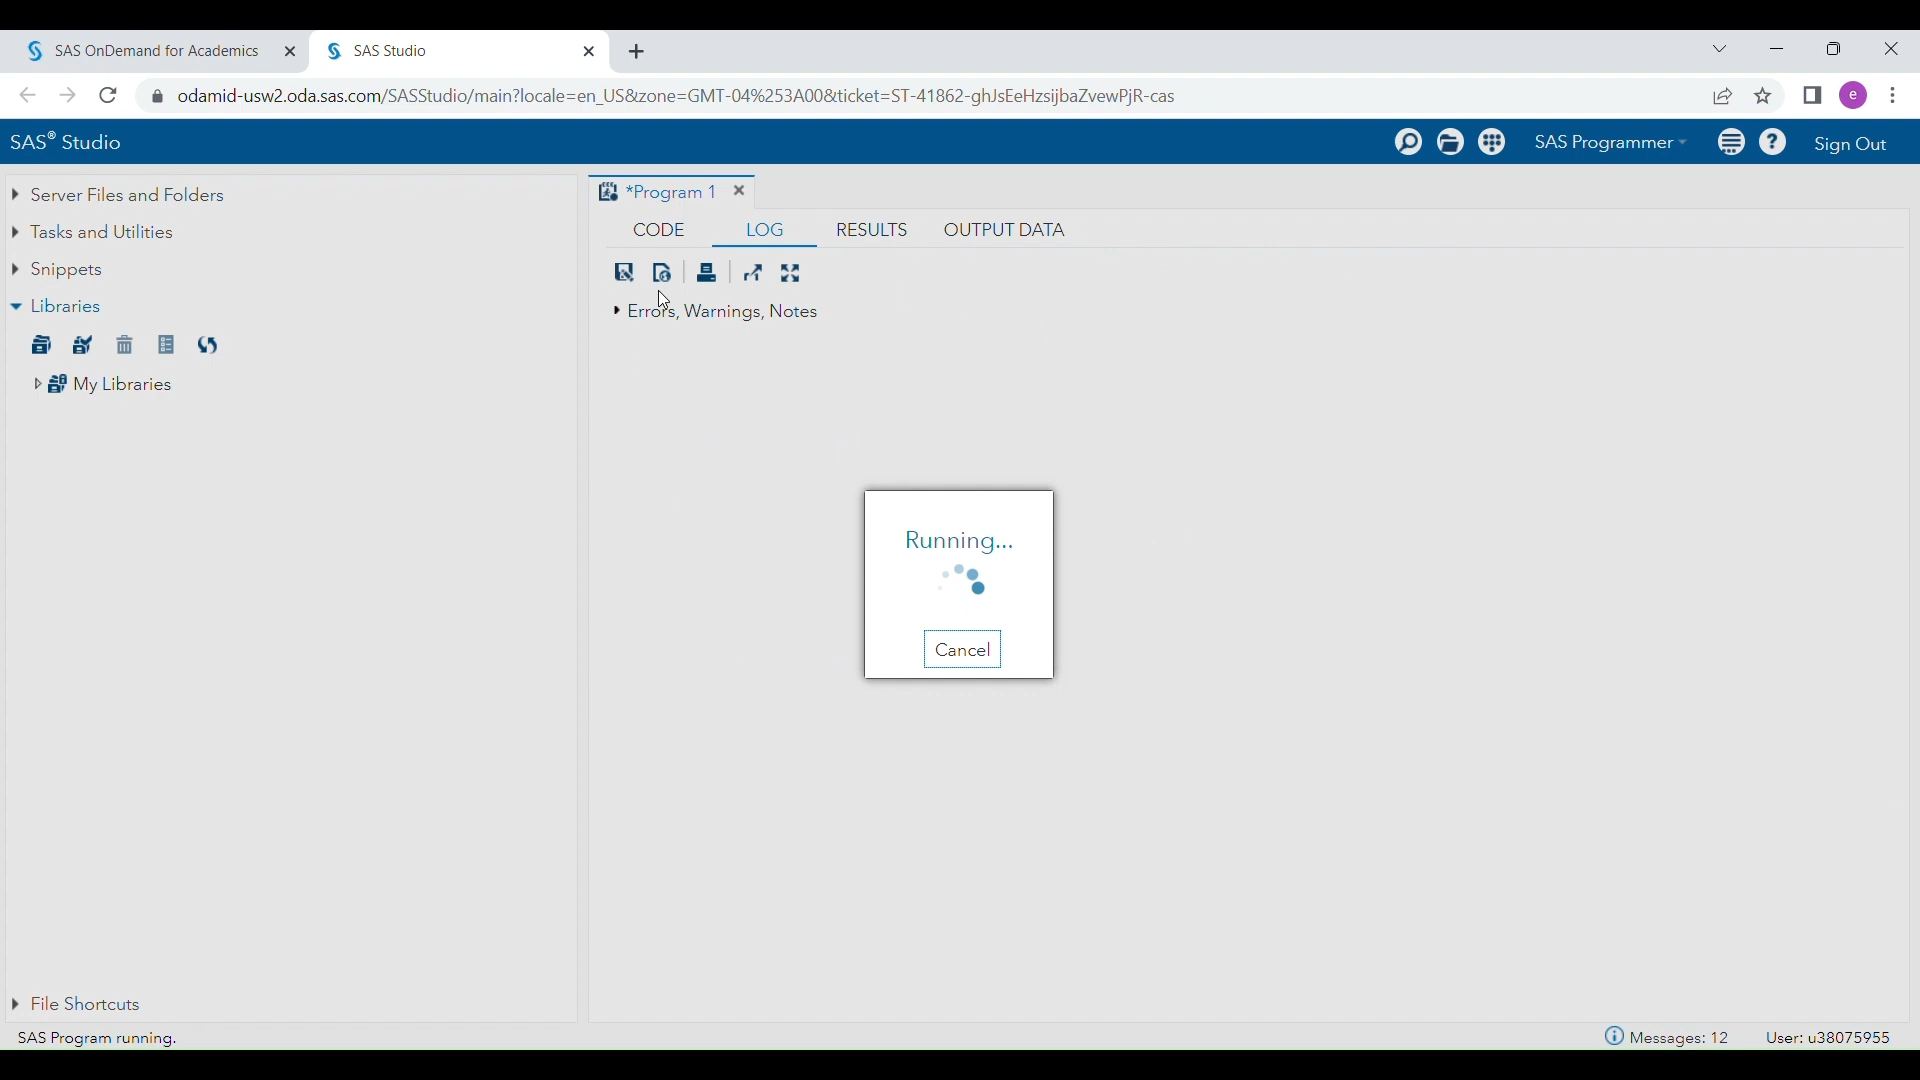 SAS OnDemand for Academics
SAS Studio
odamid-usw2.oda.sas.com/SASStudio/main?locale=en_US&zone=GMT-04%253A00&ticket=ST-41862-ghJsEeHzsijbaZvewPjR-cas
e
SAS® Studio
SAS Programmer
?
Sign Out
Server Files and Folders
Tasks and Utilities
Snippets
Libraries
My Libraries
File Shortcuts
*Program 1
CODE
LOG
RESULTS
OUTPUT DATA
Errors, Warnings, Notes
Running...
Cancel
SAS Program running.
Messages: 12
User: u38075955